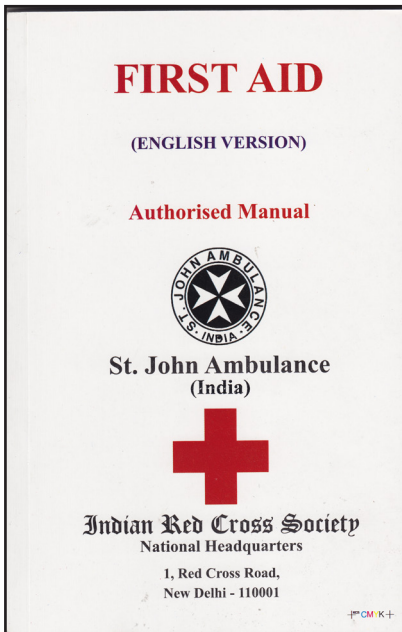 FIRST AID
(ENGLISH VERSION)
Authorised Manual
ST. JOHN AMBULANCE
· INDIA ·
St. John Ambulance
(India)
Indian Red Cross Society
National Headquarters
1, Red Cross Road,
New Delhi - 110001
CMYK